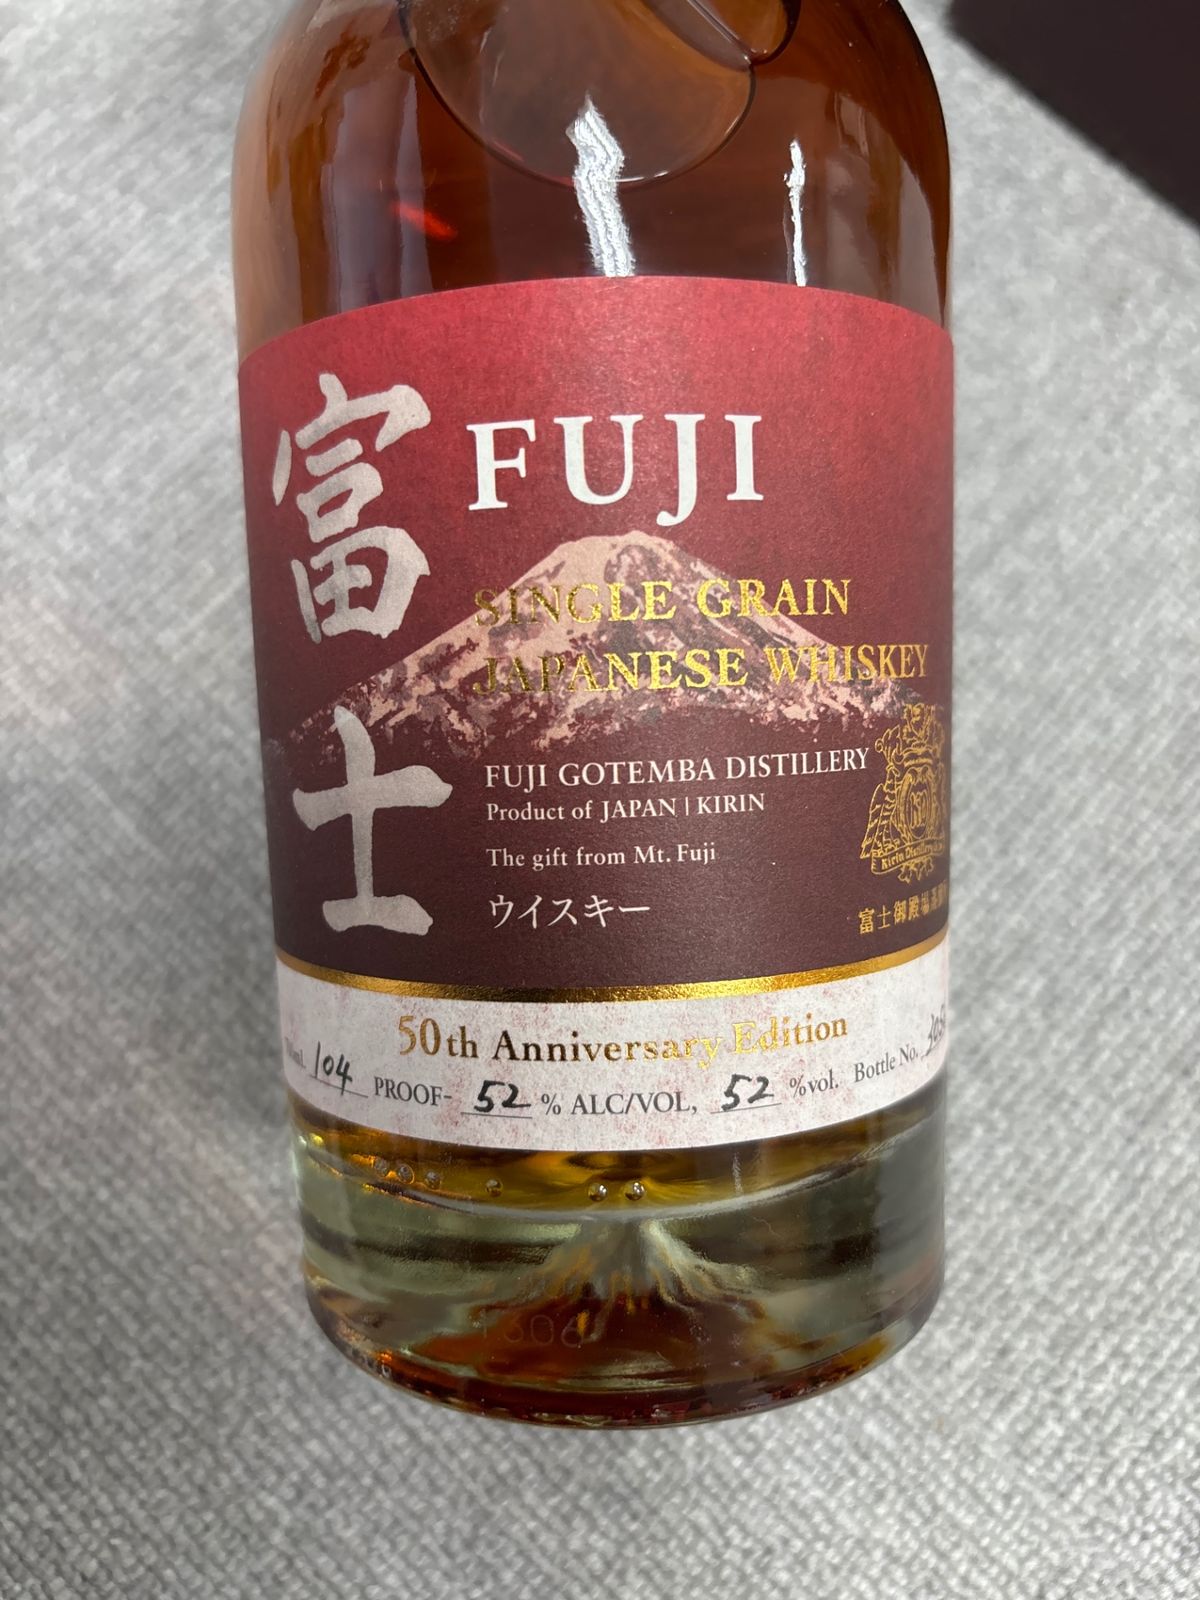 富士
FUJI
SINGLE GRAIN
JAPANESE WHISKEY
FUJI GOTEMBA DISTILLERY
Product of JAPAN | KIRIN
The gift from Mt. Fuji
ウイスキー
Kirin Distillery
富士御殿場蒸
50th Anniversary Edition
104 PROOF- 52 % ALC/VOL, 52 %vol. Bottle No.